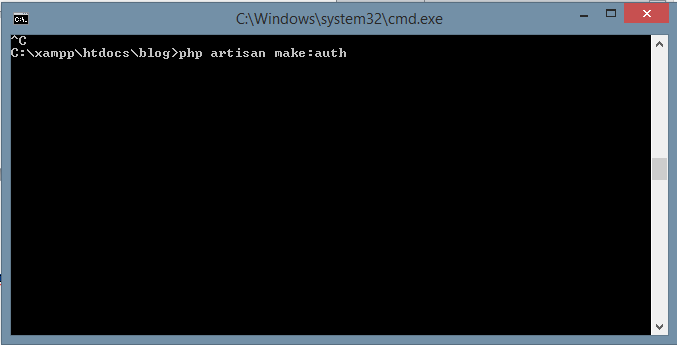 C:\Windows\system32\cmd.exe
^C
C:\xampp\htdocs\blog>php artisan make:auth